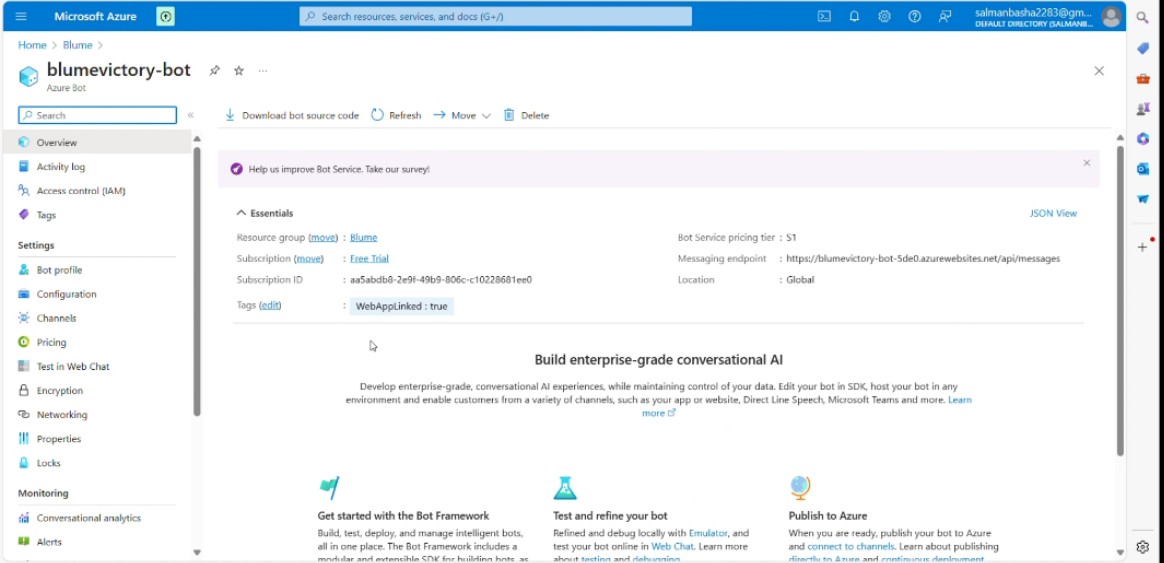 Microsoft Azure
Search resources, services, and docs (G+/)
salmanbasha2283@gm...
DEFAULT DIRECTORY (SALMANB...
Home > Blume >
blumevictory-bot
Azure Bot
Search
Download bot source code Refresh Move Delete
Overview
Activity log
Access control (IAM)
Tags
Settings
Bot profile
Configuration
Channels
Pricing
Test in Web Chat
Encryption
Networking
Properties
Locks
Monitoring
Conversational analytics
Alerts
Help us improve Bot Service. Take our survey!
Essentials
JSON View
Resource group (move) : Blume
Subscription (move) : Free Trial
Subscription ID : aa5abdb8-2e9f-49b9-806c-c10228681ee0
Tags (edit) : WebAppLinked : true
Bot Service pricing tier : S1
Messaging endpoint : https://blumevictory-bot-5de0.azurewebsites.net/api/messages
Location : Global
Build enterprise-grade conversational AI
Develop enterprise-grade, conversational AI experiences, while maintaining control of your data. Edit your bot in SDK, host your bot in any
environment and enable customers from a variety of channels, such as your app or website, Direct Line Speech, Microsoft Teams and more. Learn
more
Get started with the Bot Framework
Build, test, deploy, and manage intelligent bots,
all in one place. The Bot Framework includes a
modular and extensible SDK for building bots, as
Test and refine your bot
Refined and debug locally with Emulator, and
test your bot online in Web Chat. Learn more
about testing and debugging.
Publish to Azure
When you are ready, publish your bot to Azure
and connect to channels. Learn about publishing
directly to Azure and continuous deployment.